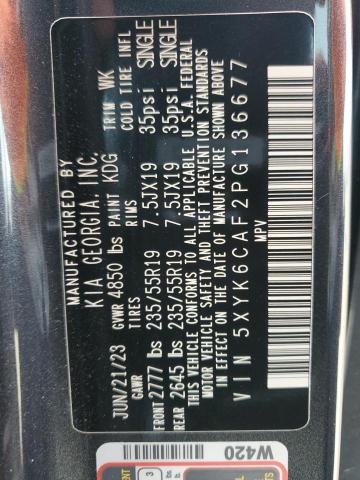 MANUFACTURED BY
KIA GEORGIA, INC.
JUN/21/23 GVWR 4850 lbs PAINT KDG TRIM WK
GAWR TIRES RIMS COLD TIRE INFL
FRONT 2777 lbs 235/55R19 7.5JX19 35psi SINGLE
REAR 2645 lbs 235/55R19 7.5JX19 35psi SINGLE
THIS VEHICLE CONFORMS TO ALL APPLICABLE U.S.A. FEDERAL
MOTOR VEHICLE SAFETY AND THEFT PREVENTION STANDARDS
IN EFFECT ON THE DATE OF MANUFACTURE SHOWN ABOVE
VIN 5XYK6CAF2PG136677
MPV
W420
3
lbs
lbs